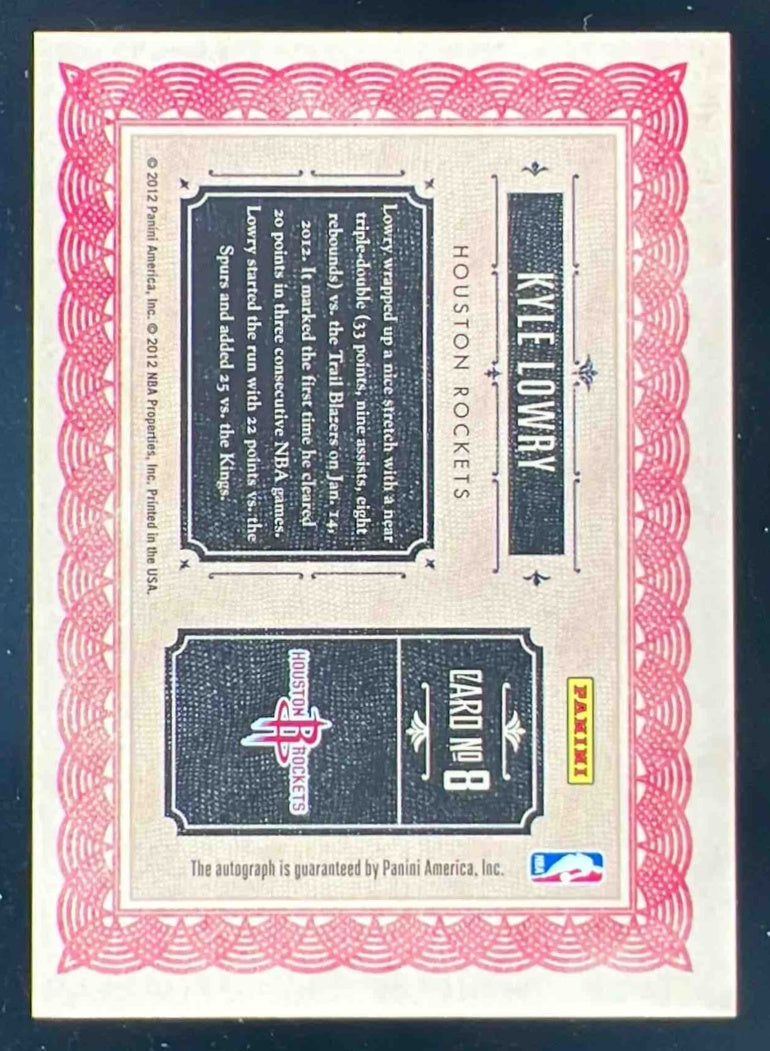 KYLE LOWRY
HOUSTON ROCKETS
Lowry wrapped up a nice stretch with a near
triple-double (33 points, nine assists, eight
rebounds) vs. the Trail Blazers on Jan. 14,
2012. It marked the first time he cleared
20 points in three consecutive NBA games.
Lowry started the run with 22 points vs. the
Spurs and added 25 vs. the Kings.
© 2012 Panini America, Inc. © 2012 NBA Properties, Inc. Printed in the USA.
PANINI
CARD Nº 8
HOUSTON ROCKETS
NBA
The autograph is guaranteed by Panini America, Inc.